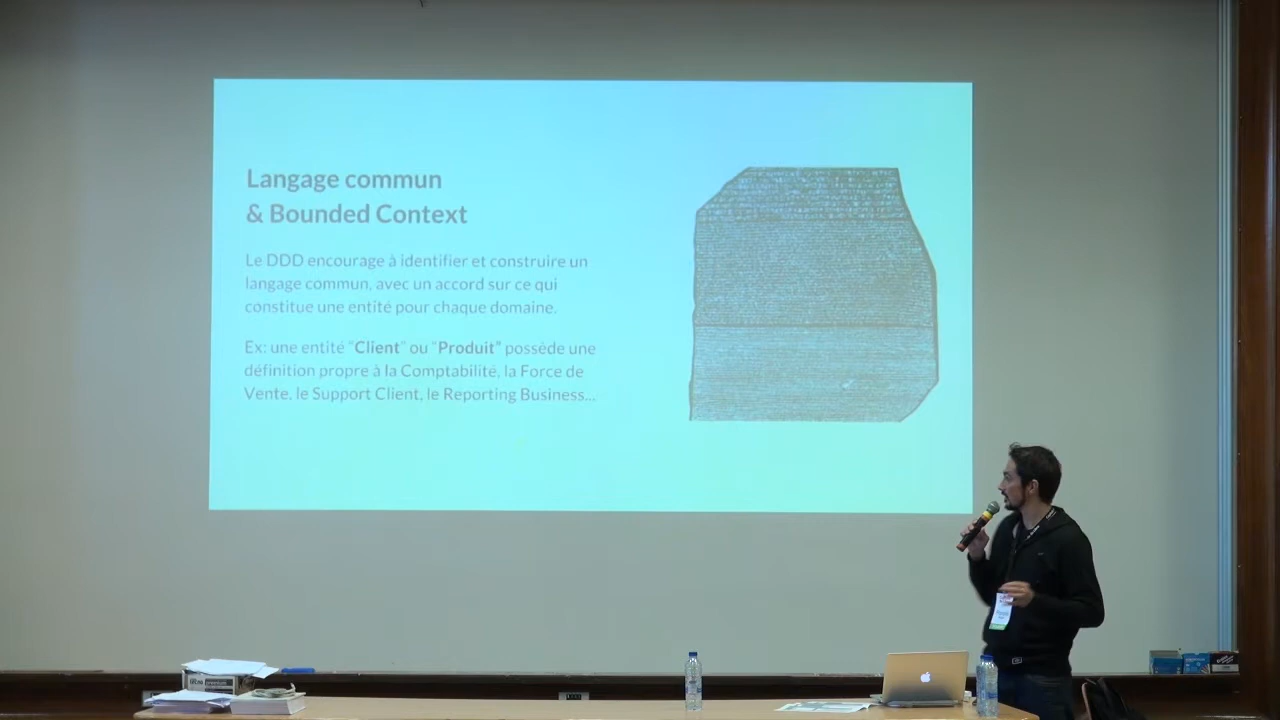 Langage commun
& Bounded Context
Le DDD encourage à identifier et construire un
langage commun, avec un accord sur ce qui
constitue une entité pour chaque domaine.
Ex: une entité “Client” ou “Produit” possède une
définition propre à la Comptabilité, la Force de
Vente, le Support Client, le Reporting Business...